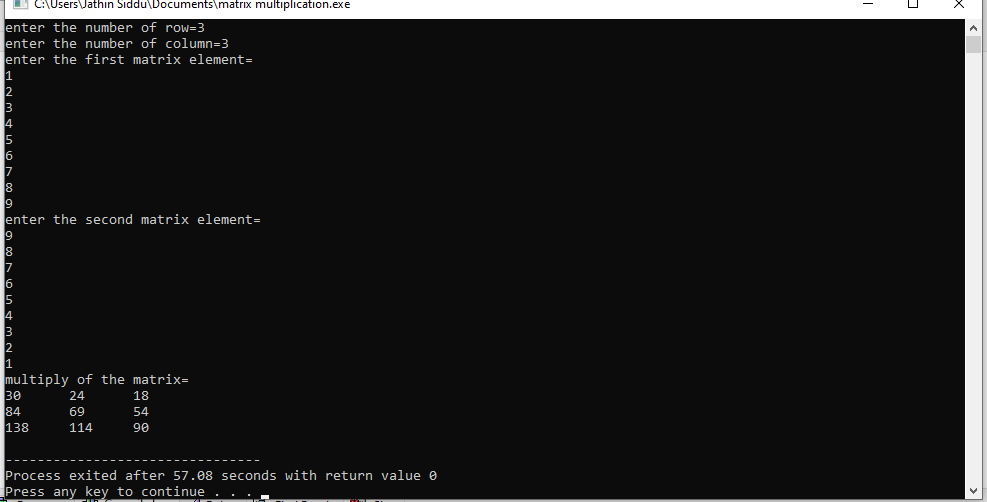 C:\Users\Jathin Siddu\Documents\matrix multiplication.exe
enter the number of row=3
enter the number of column=3
enter the first matrix element=
1
2
3
4
5
6
7
8
9
enter the second matrix element=
9
8
7
6
5
4
3
2
1
multiply of the matrix=
30 24 18
84 69 54
138 114 90
--------------------------------
Process exited after 57.08 seconds with return value 0
Press any key to continue . . .